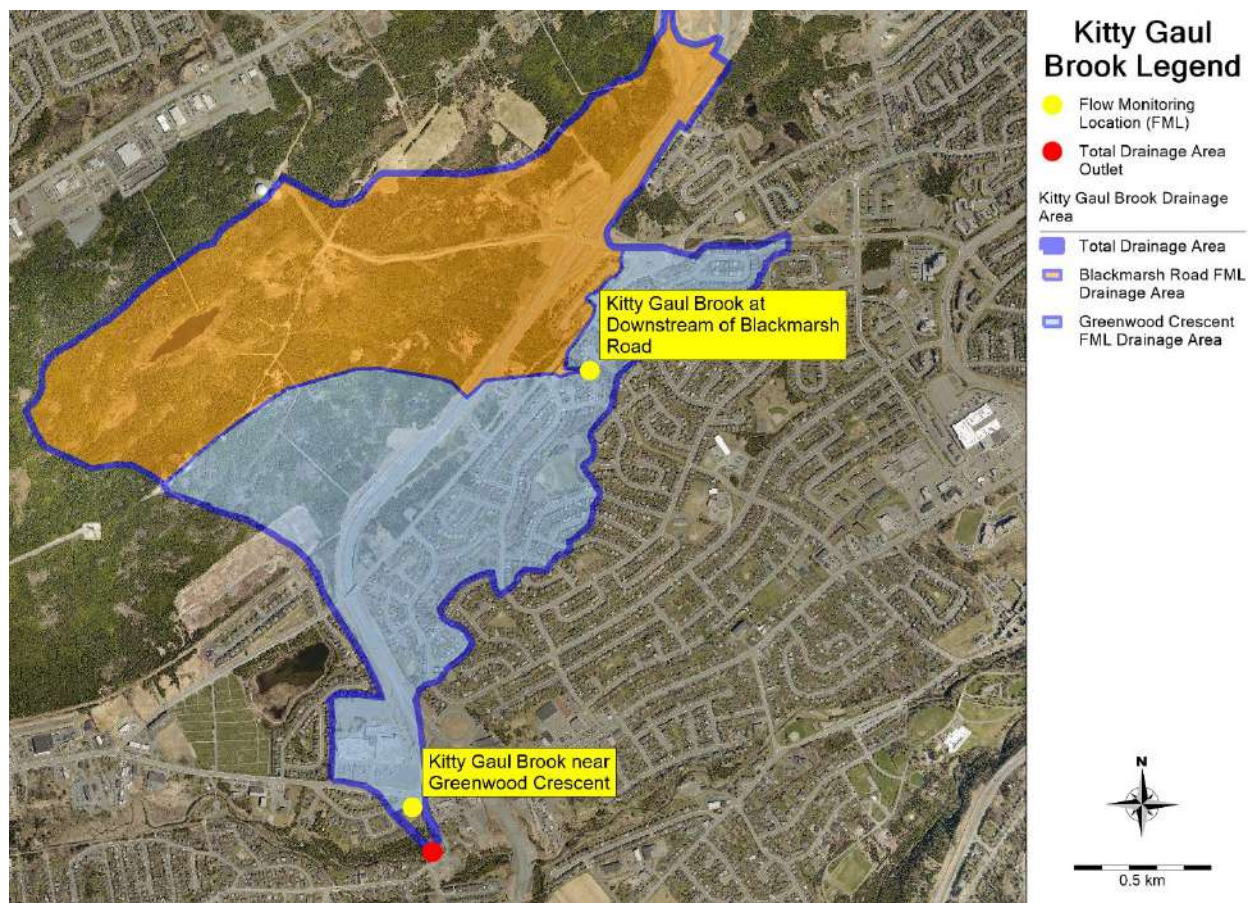 Kitty Gaul
Brook Legend
Flow Monitoring
Location (FML)
Total Drainage Area
Outlet
Kitty Gaul Brook Drainage
Area
Total Drainage Area
Blackmarsh Road FML
Drainage Area
Greenwood Crescent
FML Drainage Area
Kitty Gaul Brook at
Downstream of Blackmarsh
Road
Kitty Gaul Brook near
Greenwood Crescent
N
0.5 km